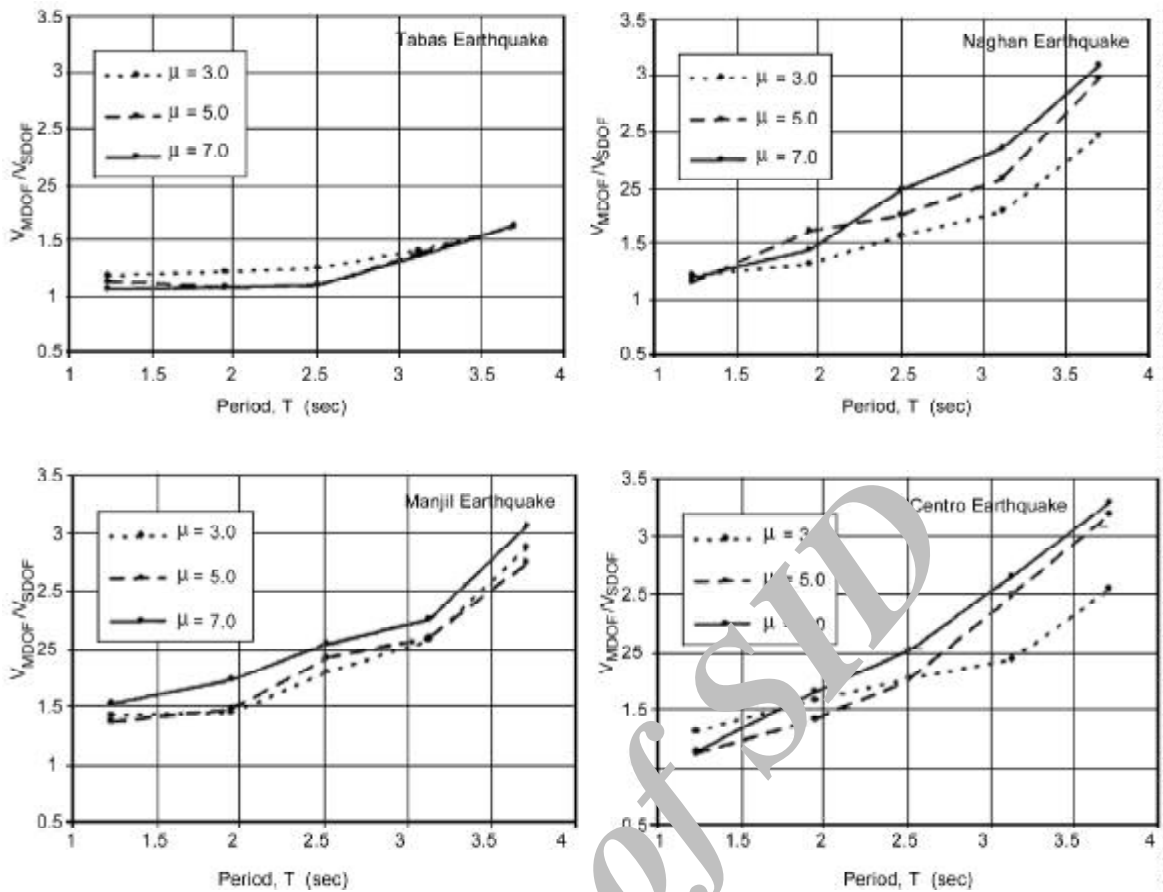 3.5
3
2.5
25
1.5
1
0.5
V_MDOF/V_SDOF
Tabas Earthquake
μ = 3.0
μ = 5.0
μ = 7.0
1 1.5 2 2.5 3 3.5 4
Period, T (sec)
3.5
3
2.5
25
1.5
1
0.5
V_MDOF/V_SDOF
Naghan Earthquake
μ = 3.0
μ = 5.0
μ = 7.0
1 1.5 2 2.5 3 3.5 4
Period, T (sec)
3.5
3
2.5
25
1.5
1
0.5
V_MDOF/V_SDOF
Manjil Earthquake
μ = 3.0
μ = 5.0
μ = 7.0
1 1.5 2 2.5 3 3.5 4
Period, T (sec)
3.5
3
2.5
25
1.5
1
0.5
V_MDOF/V_SDOF
Centro Earthquake
μ = 3.
μ = 5.0
μ = .0
1 1.5 2 2.5 3 3.5 4
Period, T (sec)
of SID